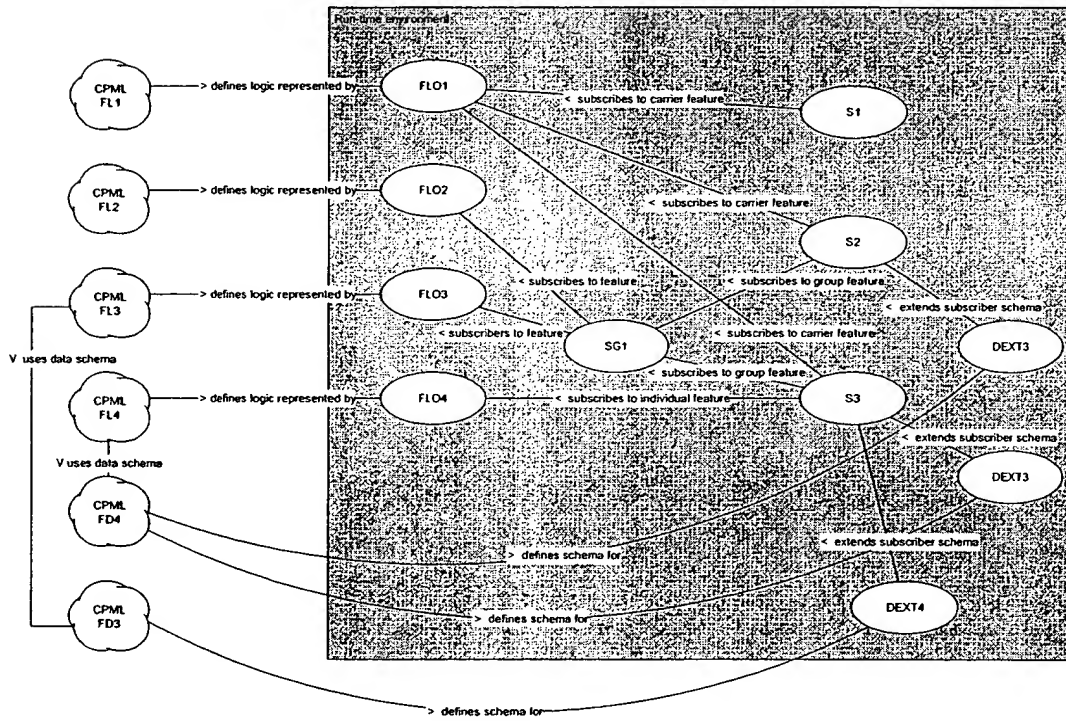 Run-time environment
CPML
FL1
> defines logic represented by
FLO1
< subscribes to carrier feature
S1
CPML
FL2
> defines logic represented by
FLO2
< subscribes to carrier feature
S2
CPML
FL3
> defines logic represented by
FLO3
< subscribes to feature
< subscribes to group feature
< extends subscriber schema
< subscribers to feature
SG1
< subscribes to carrier feature
DEXT3
V uses data schema
< subscribes to group feature
CPML
FL4
> defines logic represented by
FLO4
< subscribes to individual feature
S3
< extends subscriber schema
V uses data schema
DEXT3
CPML
FD4
< extends subscriber schema
> defines schema for
CPML
FD3
> defines schema for
DEXT4
> defines schema for